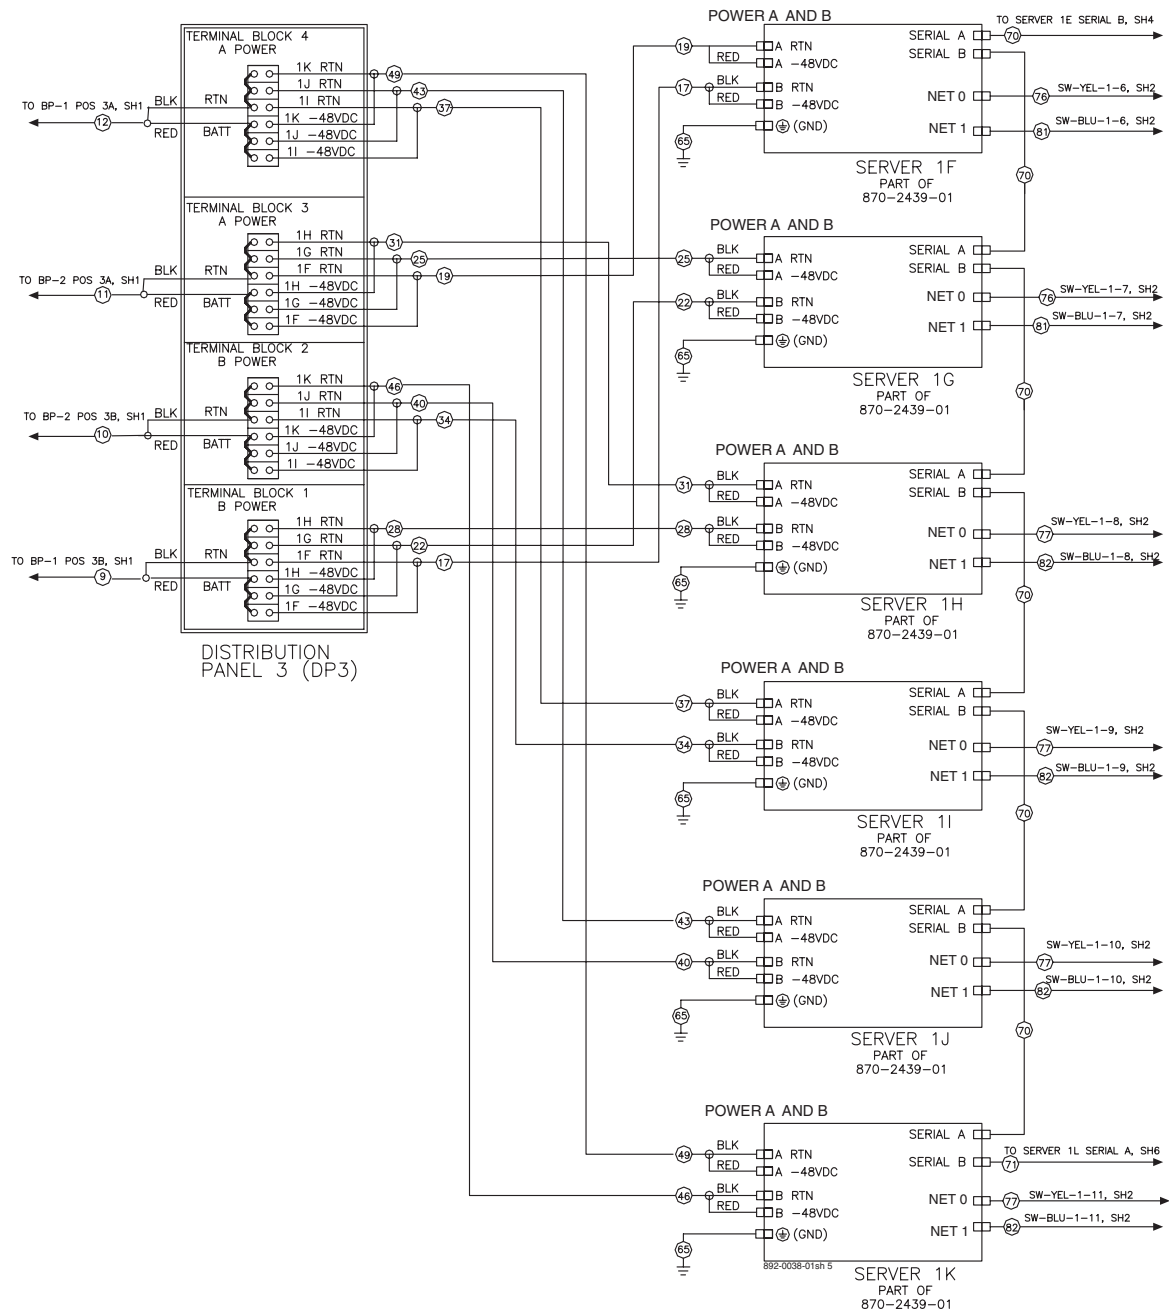 TERMINAL BLOCK 4
A POWER
1K RTN
49
1J RTN
43
1I RTN
37
1K -48VDC
1J -48VDC
1I -48VDC
TO BP-1 POS 3A, SH1
12
BLK
RED
RTN
BATT
TERMINAL BLOCK 3
A POWER
1H RTN
31
1G RTN
25
1F RTN
19
1H -48VDC
1G -48VDC
1F -48VDC
TO BP-2 POS 3A, SH1
11
BLK
RED
RTN
BATT
TERMINAL BLOCK 2
B POWER
1K RTN
46
1J RTN
40
1I RTN
34
1K -48VDC
1J -48VDC
1I -48VDC
TO BP-2 POS 3B, SH1
10
BLK
RED
RTN
BATT
TERMINAL BLOCK 1
B POWER
1H RTN
28
1G RTN
22
1F RTN
17
1H -48VDC
1G -48VDC
1F -48VDC
TO BP-1 POS 3B, SH1
9
BLK
RED
RTN
BATT
DISTRIBUTION
PANEL 3 (DP3)
POWER A AND B
19
RED
A RTN
A -48VDC
17
BLK
RED
B RTN
B -48VDC
(GND)
65
SERIAL A
70
TO SERVER 1E SERIAL B, SH4
SERIAL B
NET 0
76
SW-YEL-1-6, SH2
NET 1
81
SW-BLU-1-6, SH2
SERVER 1F
PART OF
870-2439-01
70
POWER A AND B
25
BLK
RED
A RTN
A -48VDC
22
BLK
RED
B RTN
B -48VDC
(GND)
65
SERIAL A
SERIAL B
NET 0
76
SW-YEL-1-7, SH2
NET 1
81
SW-BLU-1-7, SH2
SERVER 1G
PART OF
870-2439-01
70
POWER A AND B
31
BLK
RED
A RTN
A -48VDC
28
BLK
RED
B RTN
B -48VDC
(GND)
65
SERIAL A
SERIAL B
NET 0
77
SW-YEL-1-8, SH2
NET 1
82
SW-BLU-1-8, SH2
SERVER 1H
PART OF
870-2439-01
70
POWER A AND B
37
BLK
RED
A RTN
A -48VDC
34
BLK
RED
B RTN
B -48VDC
(GND)
65
SERIAL A
SERIAL B
NET 0
77
SW-YEL-1-9, SH2
NET 1
82
SW-BLU-1-9, SH2
SERVER 1I
PART OF
870-2439-01
70
POWER A AND B
43
BLK
RED
A RTN
A -48VDC
40
BLK
RED
B RTN
B -48VDC
(GND)
65
SERIAL A
SERIAL B
NET 0
77
SW-YEL-1-10, SH2
NET 1
82
SW-BLU-1-10, SH2
SERVER 1J
PART OF
870-2439-01
70
POWER A AND B
49
BLK
RED
A RTN
A -48VDC
46
BLK
RED
B RTN
B -48VDC
(GND)
65
SERIAL A
SERIAL B
71
TO SERVER 1L SERIAL A, SH6
NET 0
77
SW-YEL-1-11, SH2
NET 1
82
SW-BLU-1-11, SH2
892-0038-01sh 5
SERVER 1K
PART OF
870-2439-01